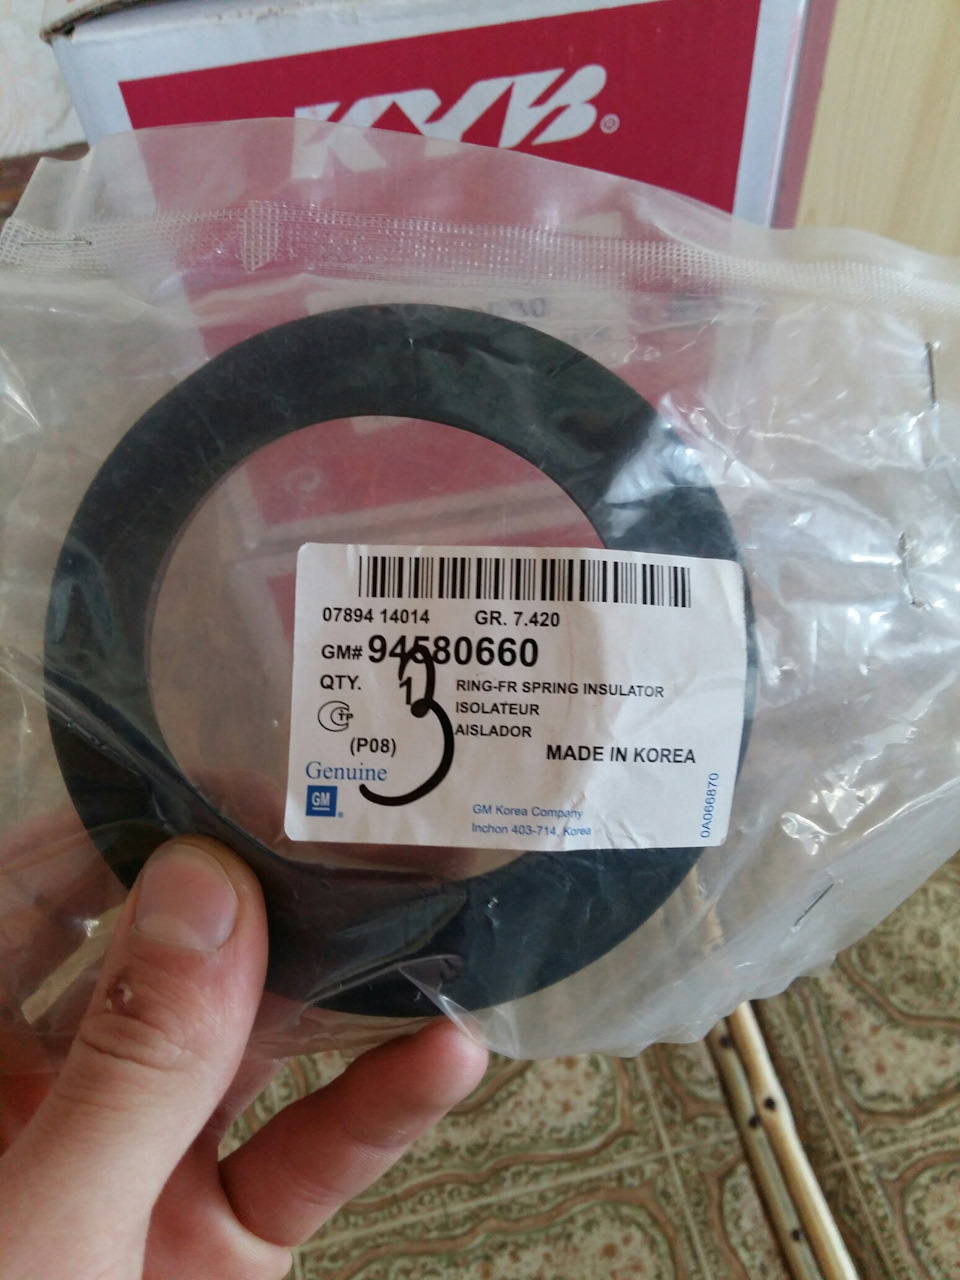 KYB®
07894 14014 GR. 7.420
GM# 94580660
QTY. 1 RING-FR SPRING INSULATOR
ISOLATEUR
AISLADOR
(P08)
MADE IN KOREA
Genuine
GM®
GM Korea Company
Inchon 403-714, Korea
0A066870